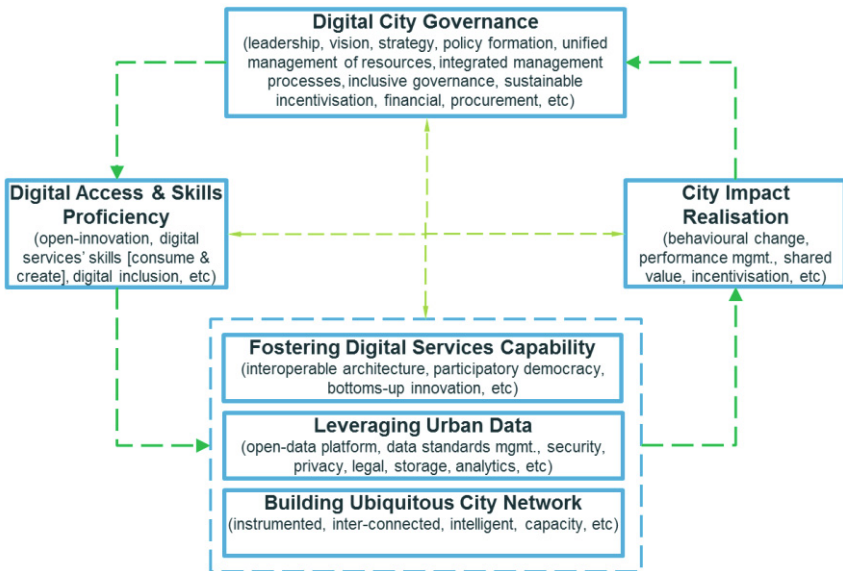 Digital City Governance
(leadership, vision, strategy, policy formation, unified
management of resources, integrated management
processes, inclusive governance, sustainable
incentivisation, financial, procurement, etc)
Digital Access & Skills
Proficiency
(open-innovation, digital
services' skills [consume &
create], digital inclusion, etc)
City Impact
Realisation
(behavioural change,
performance mgmt., shared
value, incentivisation, etc)
Fostering Digital Services Capability
(interoperable architecture, participatory democracy,
bottoms-up innovation, etc)
Leveraging Urban Data
(open-data platform, data standards mgmt., security,
privacy, legal, storage, analytics, etc)
Building Ubiquitous City Network
(instrumented, inter-connected, intelligent, capacity, etc)